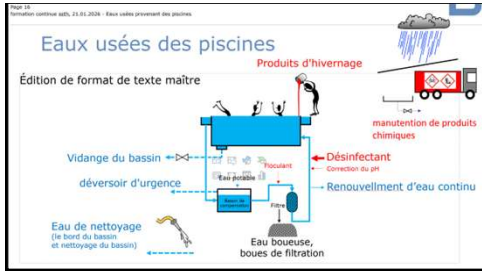 Page 16
formation continue asth, 21.01.2026 - Eaux usées provenant des piscines
Eaux usées des piscines
Produits d'hivernage
Édition de format de texte maître
manutention de produits
chimiques
Vidange du bassin
Floculant
Désinfectant
Correction du pH
Eau potable
déversoir d'urgence
Renouvellment d'eau continu
Bassin de
compensation
Filtre
Eau de nettoyage
(le bord du bassin
et nettoyage du bassin)
Eau boueuse,
boues de filtration